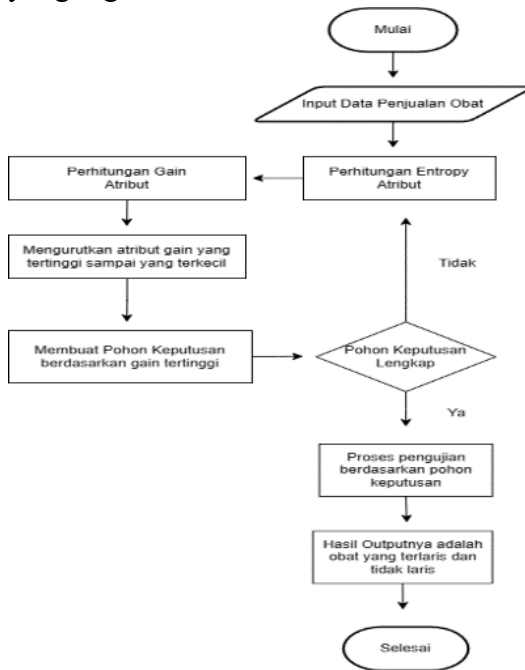 Mulai
Input Data Penjualan Obat
Perhitungan Entropy
Atribut
Perhitungan Gain
Atribut
Mengurutkan atribut gain yang
tertinggi sampai yang terkecil
Membuat Pohon Keputusan
berdasarkan gain tertinggi
Pohon Keputusan
Lengkap
Tidak
Ya
Proses pengujian
berdasarkan pohon
keputusan
Hasil Outputnya adalah
obat yang terlaris dan
tidak laris
Selesai